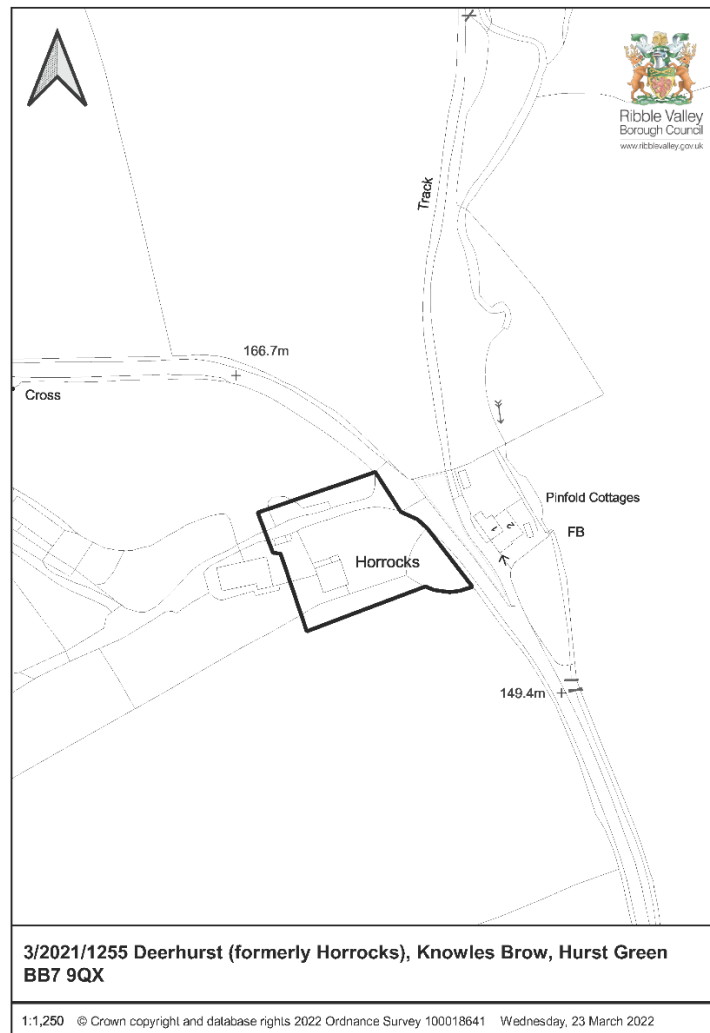 Ribble Valley
Borough Council
www.ribblevalley.gov.uk
Track
166.7m
Cross
Pinfold Cottages
1
2
FB
Horrocks
149.4m
3/2021/1255 Deerhurst (formerly Horrocks), Knowles Brow, Hurst Green
BB7 9QX
1:1,250 © Crown copyright and database rights 2022 Ordnance Survey 100018641 Wednesday, 23 March 2022